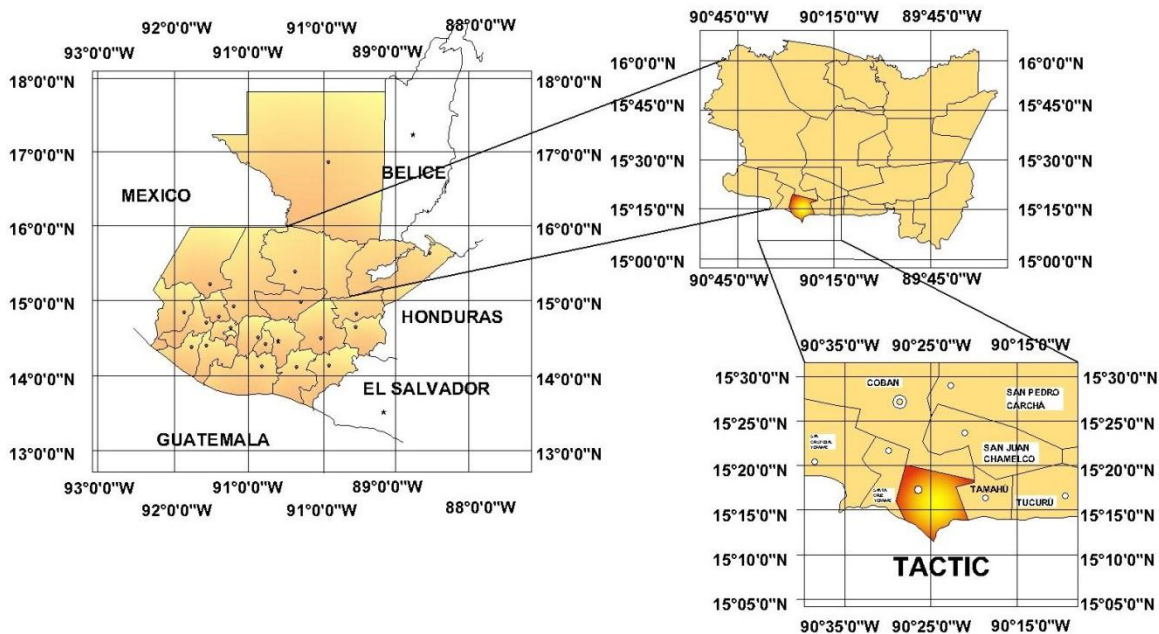 92°0'0"W 90°0'0"W 88°0'0"W
93°0'0"W 91°0'0"W 89°0'0"W
18°0'0"N 18°0'0"N
17°0'0"N 17°0'0"N
BELICE
MEXICO
16°0'0"N 16°0'0"N
15°0'0"N 15°0'0"N
HONDURAS
14°0'0"N 14°0'0"N
EL SALVADOR
GUATEMALA
13°0'0"N 13°0'0"N
93°0'0"W 91°0'0"W 89°0'0"W
92°0'0"W 91°0'0"W 88°0'0"W
90°45'0"W 90°15'0"W 89°45'0"W
16°0'0"N 16°0'0"N
15°45'0"N 15°45'0"N
15°30'0"N 15°30'0"N
15°15'0"N 15°15'0"N
15°00'0"N 15°00'0"N
90°45'0"W 90°15'0"W 89°45'0"W
90°35'0"W 90°25'0"W 90°15'0"W
15°30'0"N 15°30'0"N
COBAN
SAN PEDRO
CARCHÁ
15°25'0"N 15°25'0"N
SAN JUAN
CHAMELCO
15°20'0"N 15°20'0"N
SANTA
CRUZ
TAMAHÚ
TUCURÚ
15°15'0"N 15°15'0"N
15°10'0"N 15°10'0"N
TACTIC
15°05'0"N 15°05'0"N
90°35'0"W 90°25'0"W 90°15'0"W